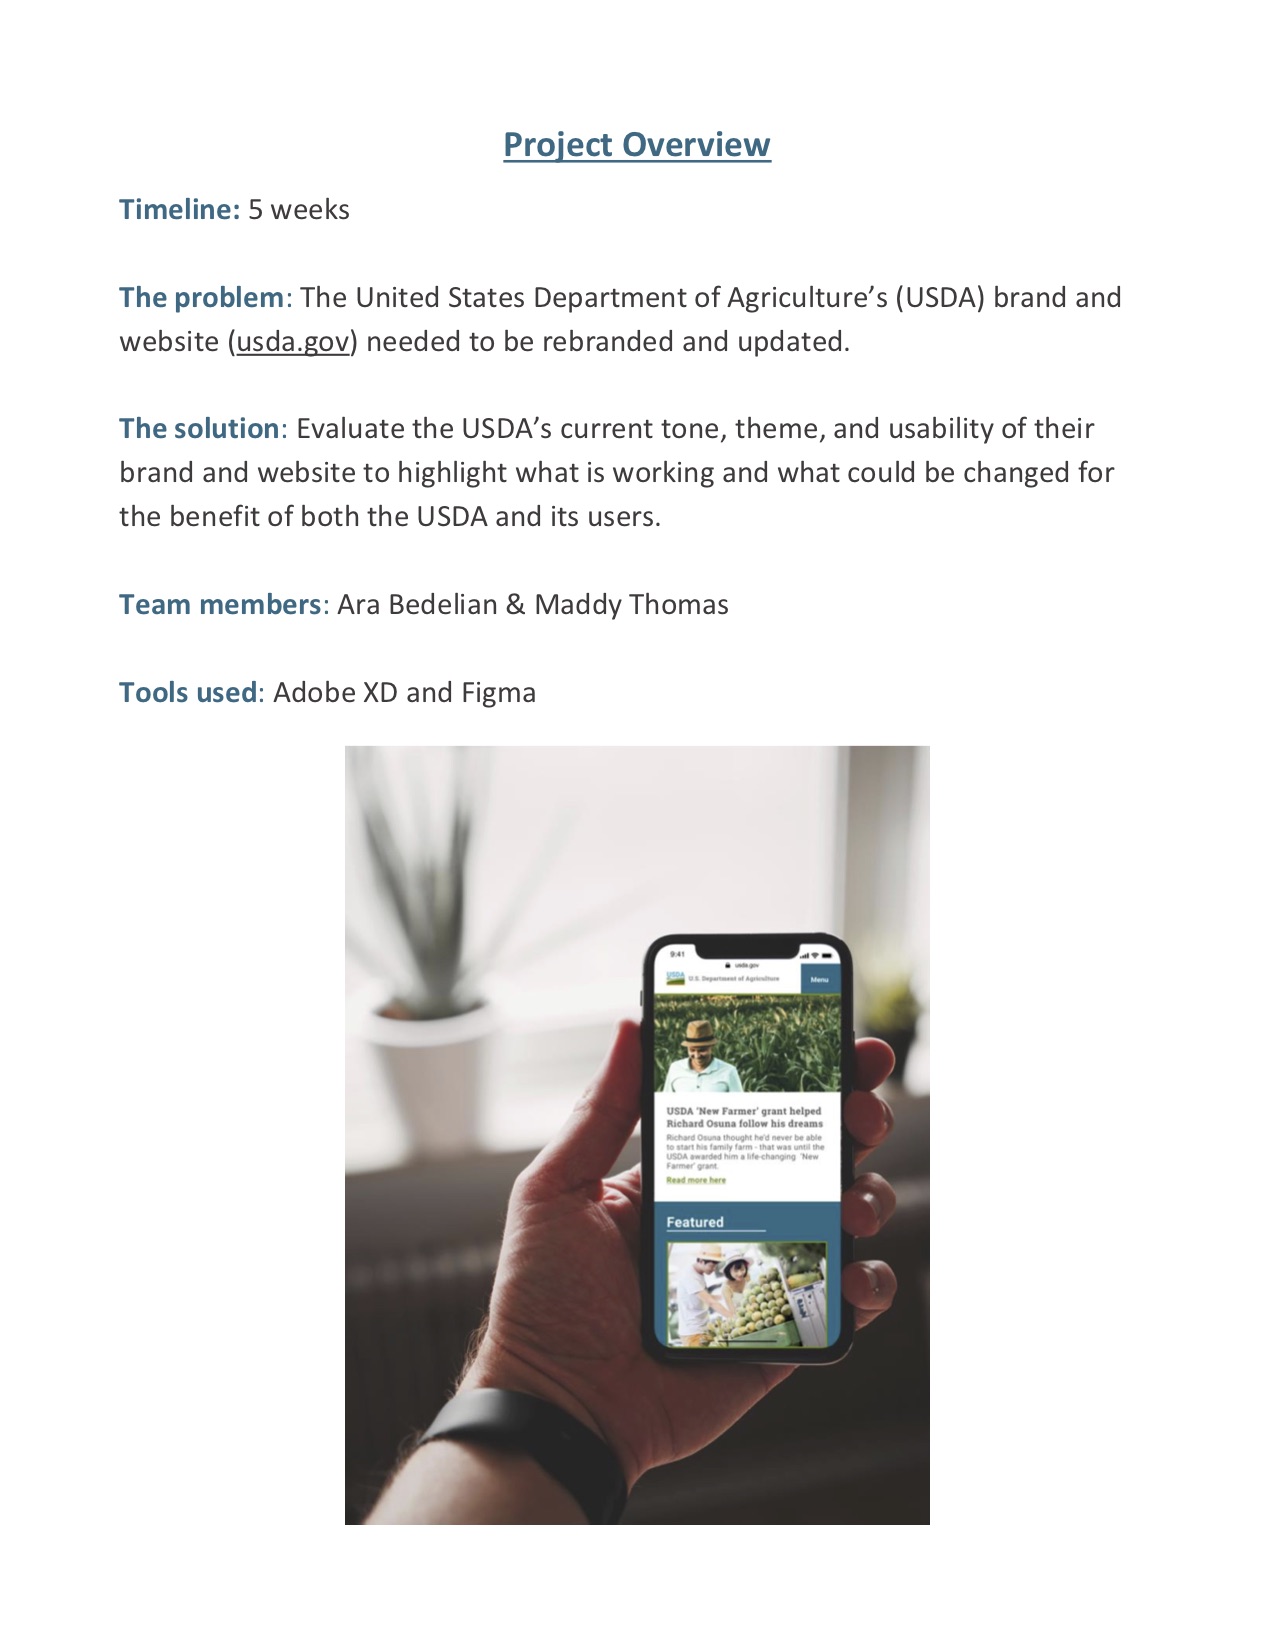 Project Overview
Timeline: 5 weeks
The problem: The United States Department of Agriculture’s (USDA) brand and
website (usda.gov) needed to be rebranded and updated.
The solution: Evaluate the USDA’s current tone, theme, and usability of their
brand and website to highlight what is working and what could be changed for
the benefit of both the USDA and its users.
Team members: Ara Bedelian & Maddy Thomas
Tools used: Adobe XD and Figma
9:41
usda.gov
USDA
U.S. Department of Agriculture
Menu
USDA 'New Farmer' grant helped
Richard Osuna follow his dreams
Richard Osuna thought he'd never be able
to start his family farm - that was until the
USDA awarded him a life-changing 'New
Farmer' grant.
Read more here
Featured